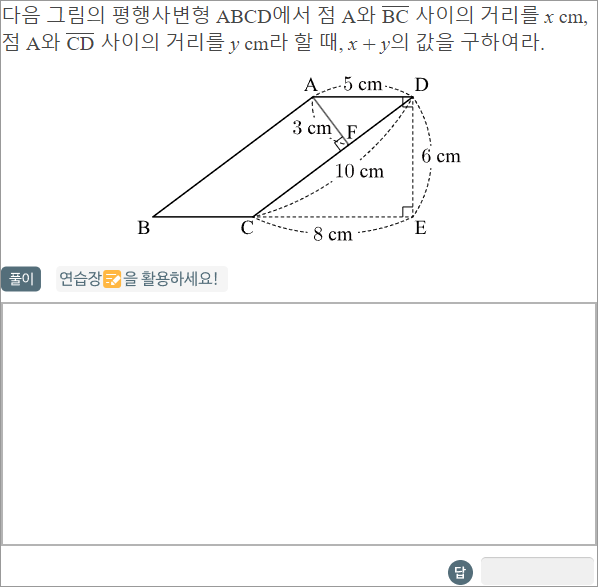 다음 그림의 평행사변형 ABCD에서 점 A와 BC 사이의 거리를 x cm,
점 A와 CD 사이의 거리를 y cm라 할 때, x + y의 값을 구하여라.
A 5 cm D
3 cm F
10 cm 6 cm
B C E
8 cm
풀이 연습장을 활용하세요!
답